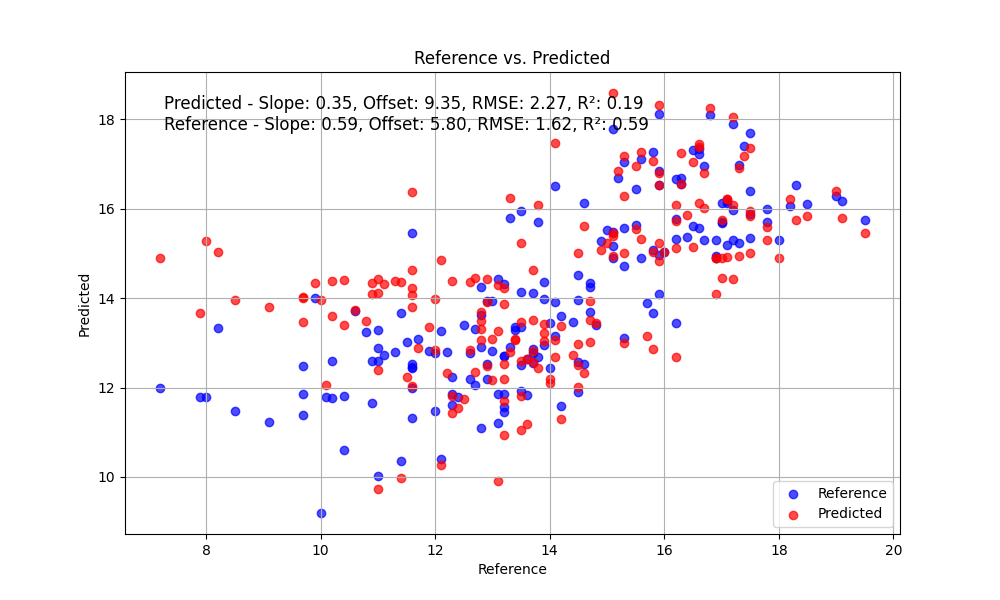 Reference vs. Predicted
Predicted - Slope: 0.35, Offset: 9.35, RMSE: 2.27, R²: 0.19
Reference - Slope: 0.59, Offset: 5.80, RMSE: 1.62, R²: 0.59
18
16
14
12
10
Predicted
Reference
Predicted
8 10 12 14 16 18 20
Reference